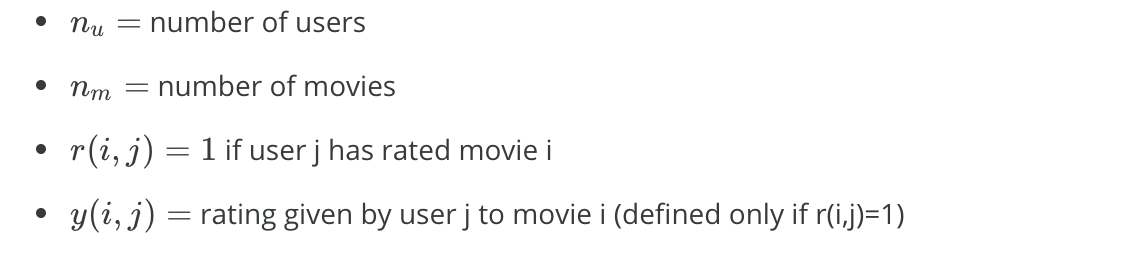 • n_u = number of users
• n_m = number of movies
• r(i, j) = 1 if user j has rated movie i
• y(i, j) = rating given by user j to movie i (defined only if r(i,j)=1)